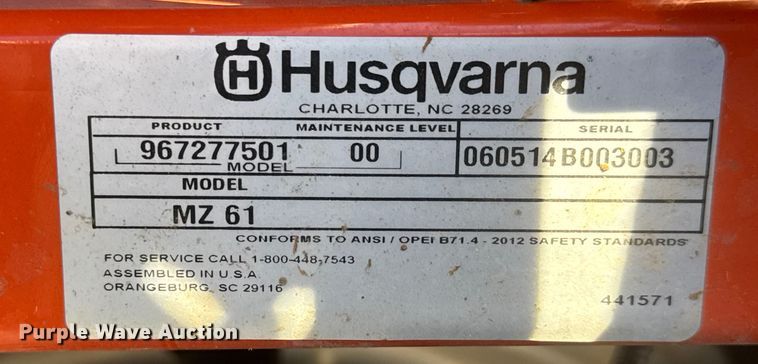 H Husqvarna
CHARLOTTE, NC 28269
PRODUCT MAINTENANCE LEVEL SERIAL
967277501 00 060514B003003
MODEL
MODEL
MZ 61
CONFORMS TO ANSI / OPEI B71.4 - 2012 SAFETY STANDARDS
FOR SERVICE CALL 1-800-448-7543
ASSEMBLED IN U.S.A.
ORANGEBURG, SC 29116
441571
Purple Wave Auction